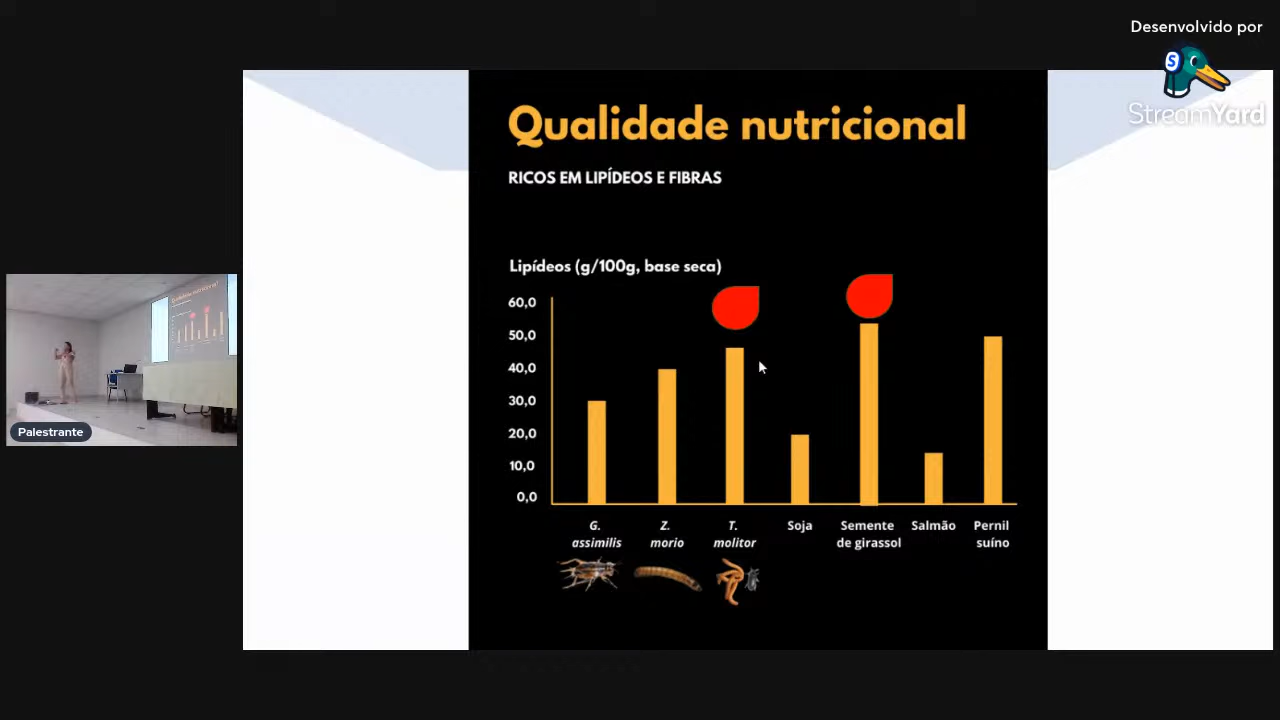 Desenvolvido por
StreamYard
Qualidade nutricional
RICOS EM LIPÍDEOS E FIBRAS
Lipídeos (g/100g, base seca)
60,0
50,0
40,0
30,0
20,0
10,0
0,0
G. assimilis
Z. morio
T. molitor
Soja
Semente de girassol
Salmão
Pernil suíno
Palestrante